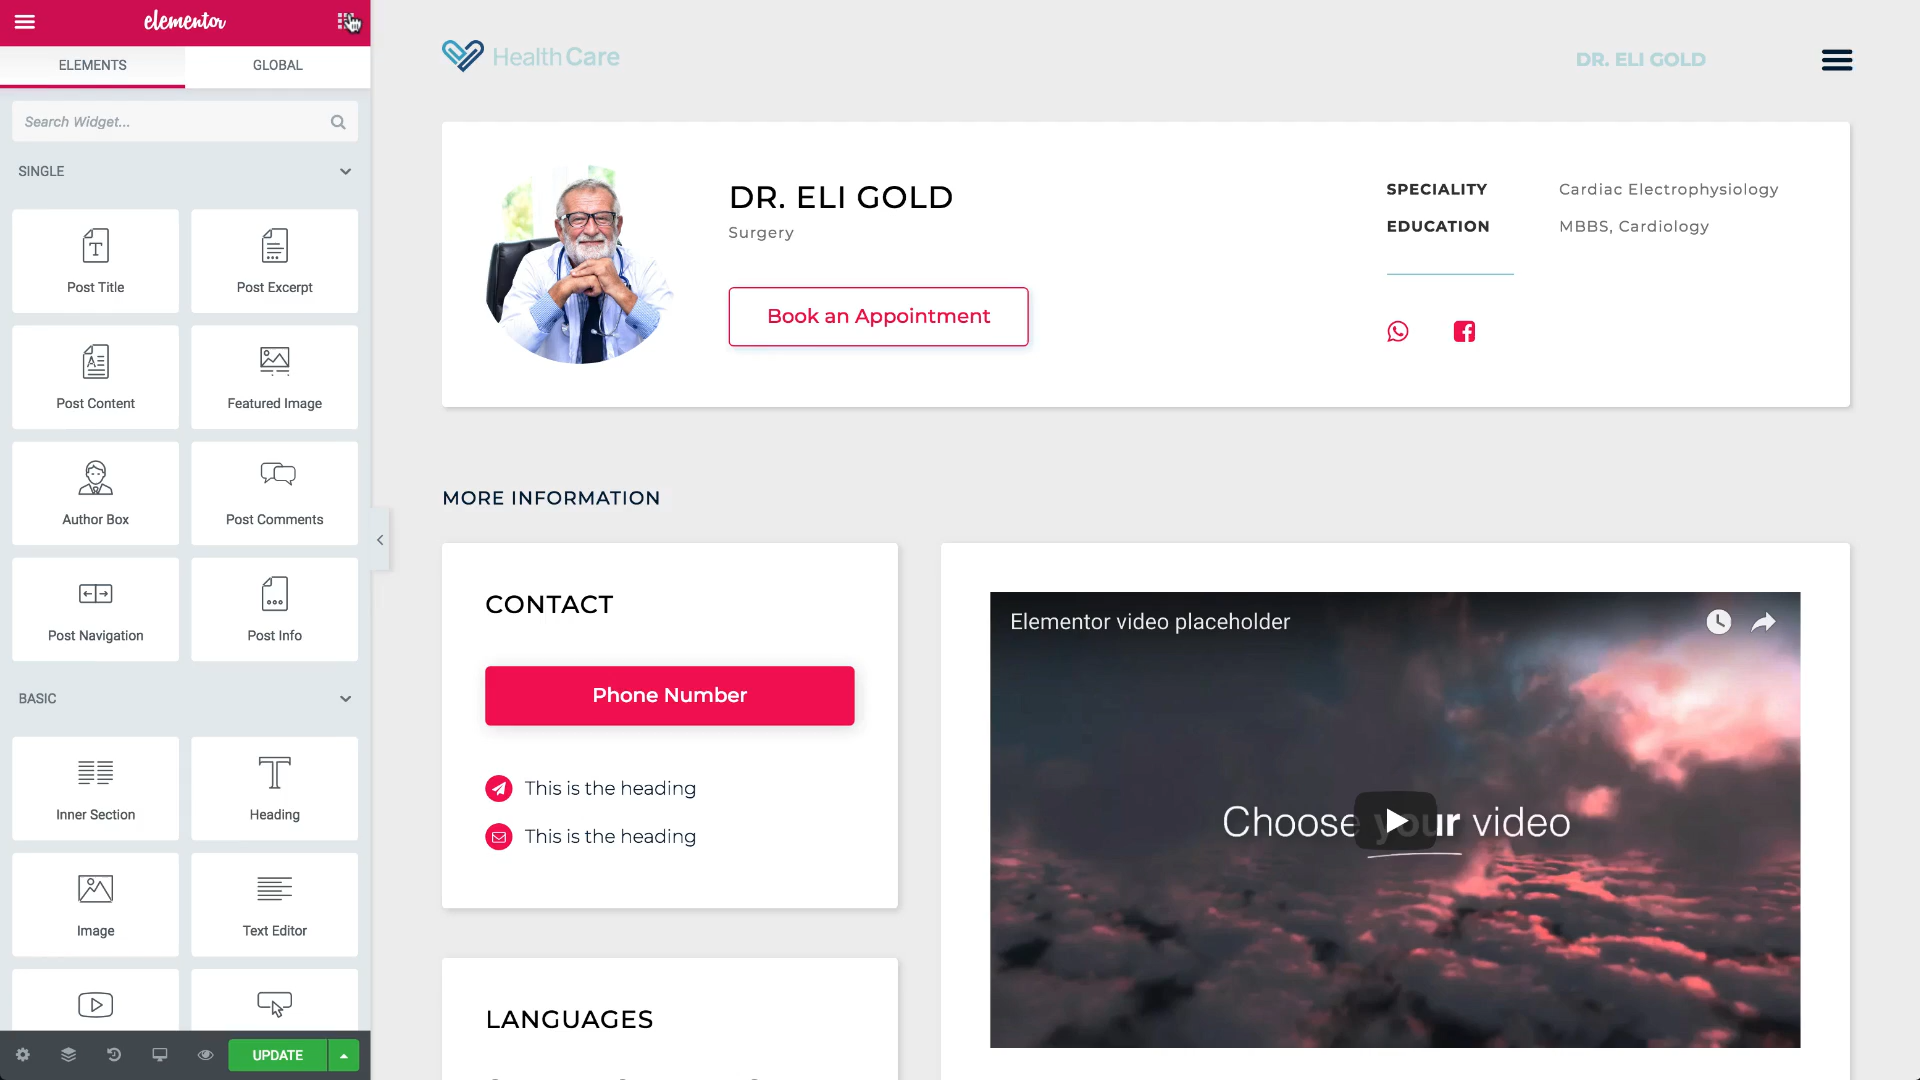 elementor
ELEMENTS
GLOBAL
Search Widget...
SINGLE
Post Title
Post Excerpt
Post Content
Featured Image
Author Box
Post Comments
Post Navigation
Post Info
BASIC
Inner Section
Heading
Image
Text Editor
UPDATE
HealthCare
DR. ELI GOLD
DR. ELI GOLD
Surgery
Book an Appointment
SPECIALITY Cardiac Electrophysiology
EDUCATION MBBS, Cardiology
MORE INFORMATION
CONTACT
Phone Number
This is the heading
This is the heading
LANGUAGES
Elementor video placeholder
Choose your video